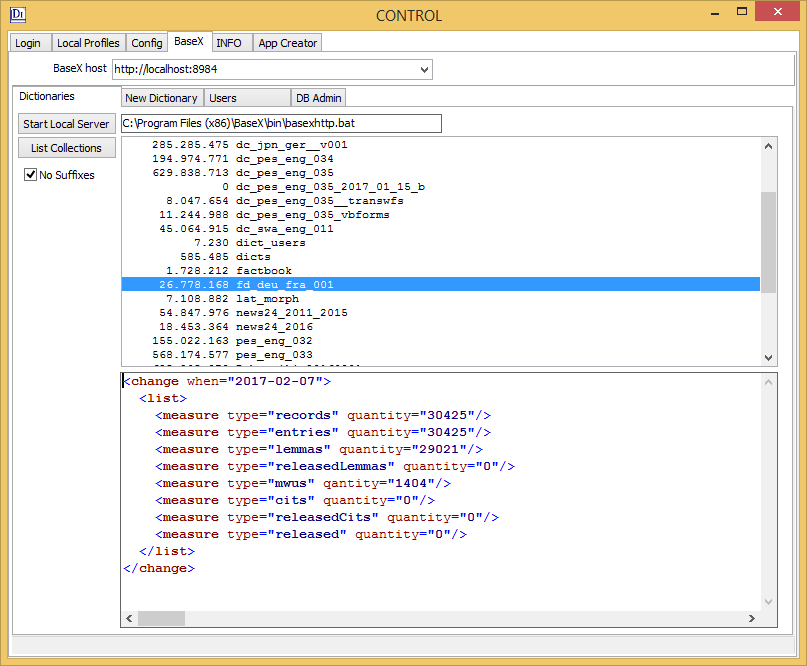 Dt
CONTROL
Login Local Profiles Config BaseX INFO App Creator
BaseX host http://localhost:8984
Dictionaries New Dictionary Users DB Admin
Start Local Server C:\Program Files (x86)\BaseX\bin\basexhttp.bat
List Collections
No Suffixes
285.285.475 dc_jpn_ger__v001
194.974.771 dc_pes_eng_034
629.838.713 dc_pes_eng_035
0 dc_pes_eng_035_2017_01_15_b
8.047.654 dc_pes_eng_035__transwfs
11.244.988 dc_pes_eng_035_vbforms
45.064.915 dc_swa_eng_011
7.230 dict_users
585.485 dicts
1.728.212 factbook
26.778.168 fd_deu_fra_001
7.108.882 lat_morph
54.847.976 news24_2011_2015
18.453.364 news24_2016
155.022.163 pes_eng_032
568.174.577 pes_eng_033
<change when="2017-02-07">
<list>
<measure type="records" quantity="30425"/>
<measure type="entries" quantity="30425"/>
<measure type="lemmas" quantity="29021"/>
<measure type="releasedLemmas" quantity="0"/>
<measure type="mwus" qantity="1404"/>
<measure type="cits" quantity="0"/>
<measure type="releasedCits" quantity="0"/>
<measure type="released" quantity="0"/>
</list>
</change>